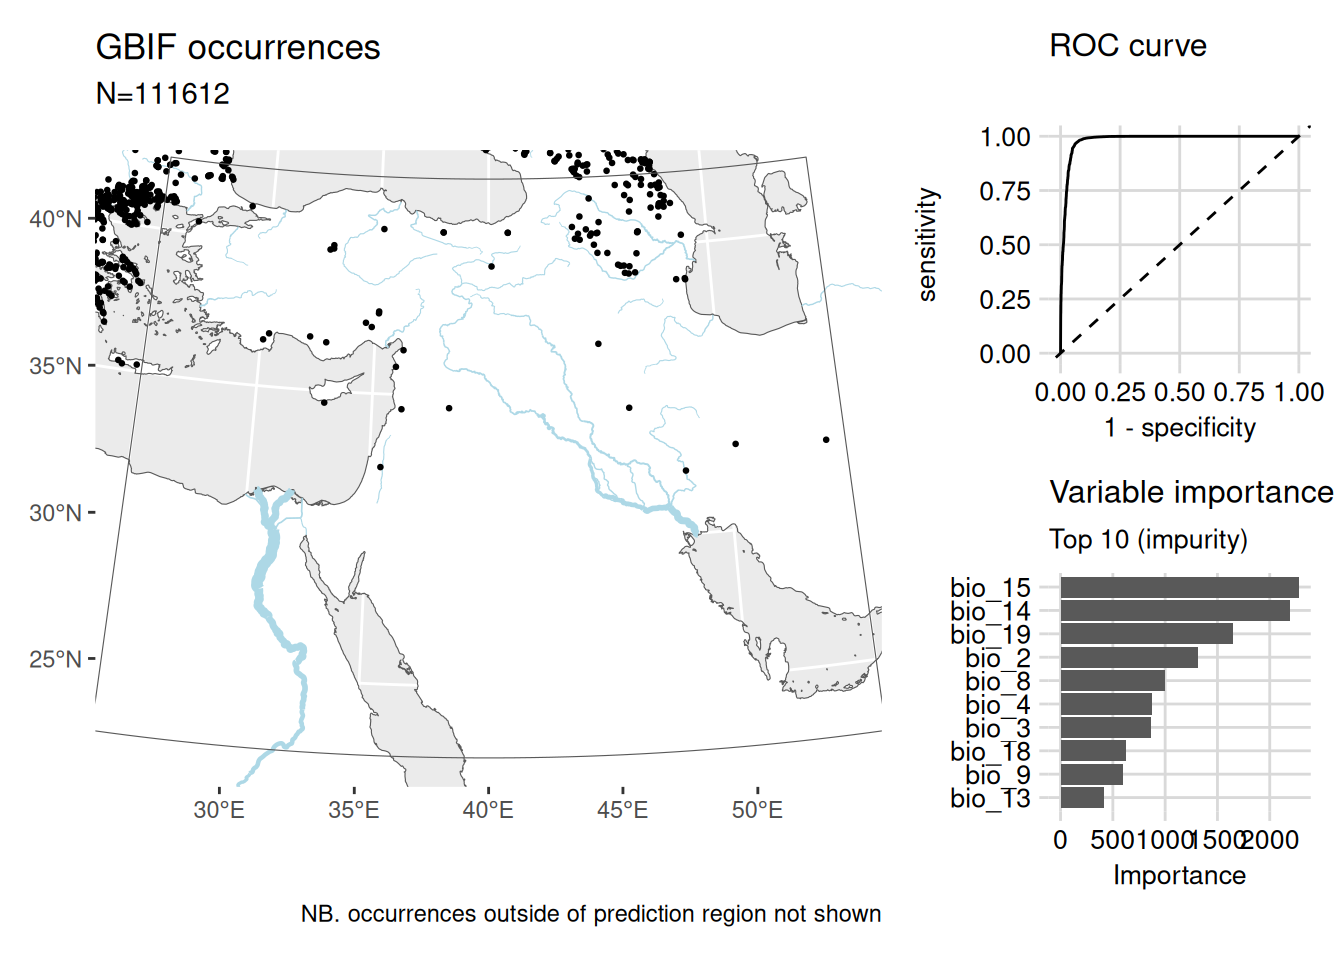 GBIF occurrences
N=111612
40°N
35°N
30°N
25°N
30°E 35°E 40°E 45°E 50°E
NB. occurrences outside of prediction region not shown
ROC curve
sensitivity
1.00
0.75
0.50
0.25
0.00
0.00 0.25 0.50 0.75 1.00
1 - specificity
Variable importance
Top 10 (impurity)
bio_15
bio_14
bio_19
bio_2
bio_8
bio_4
bio_3
bio_18
bio_9
bio_13
0 500 1000 1500 2000
Importance